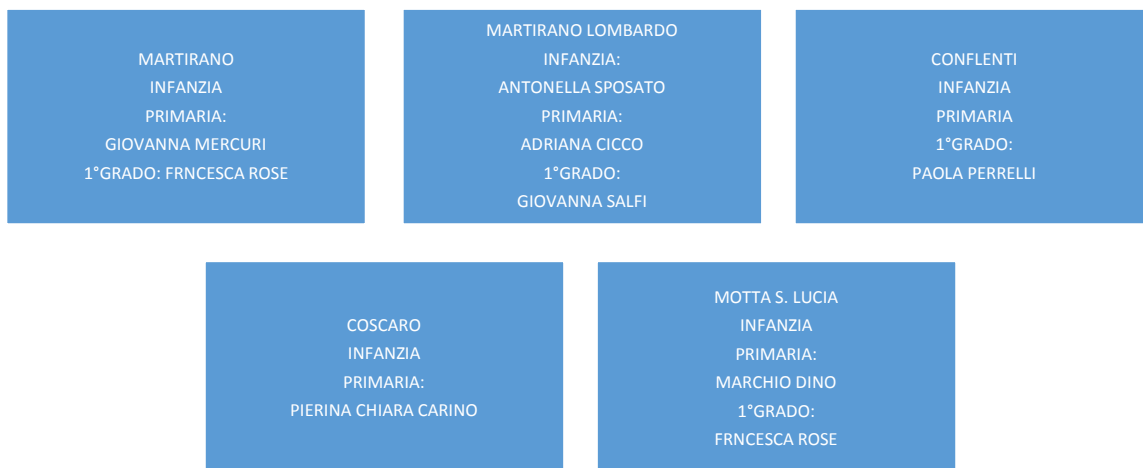 MARTIRANO
INFANZIA
PRIMARIA:
GIOVANNA MERCURI
1°GRADO: FRNCESCA ROSE
MARTIRANO LOMBARDO
INFANZIA:
ANTONELLA SPOSATO
PRIMARIA:
ADRIANA CICCO
1°GRADO:
GIOVANNA SALFI
CONFLENTI
INFANZIA
PRIMARIA
1°GRADO:
PAOLA PERRELLI
COSCARO
INFANZIA
PRIMARIA:
PIERINA CHIARA CARINO
MOTTA S. LUCIA
INFANZIA
PRIMARIA:
MARCHIO DINO
1°GRADO:
FRNCESCA ROSE